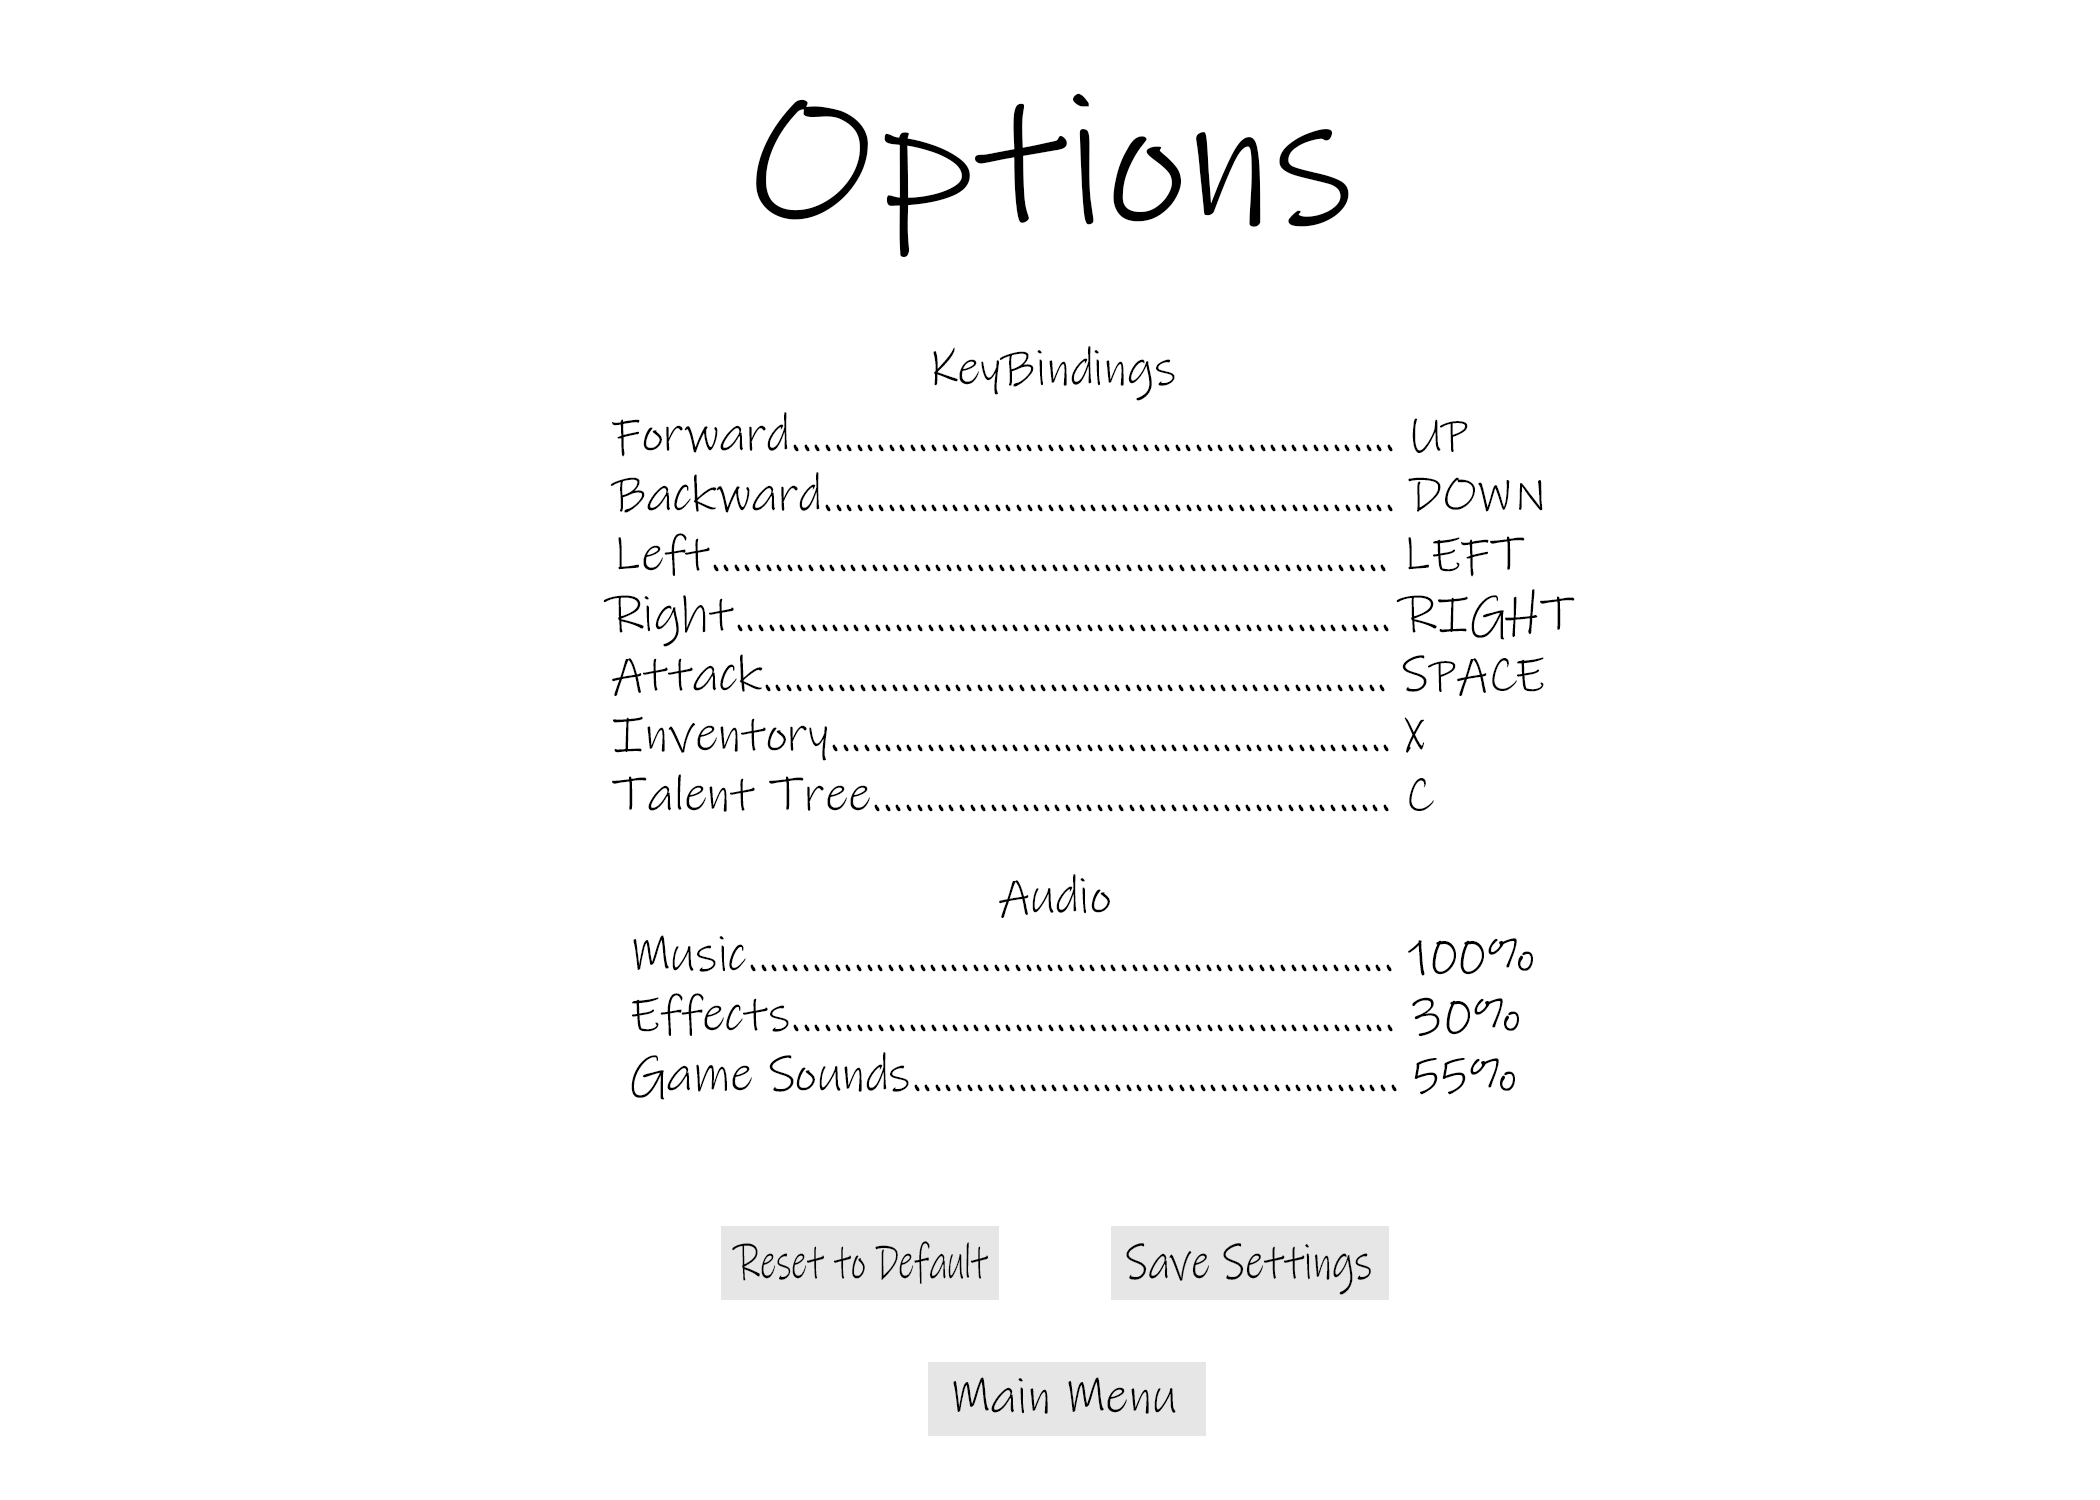 Options
KeyBindings
Forward......................................................... UP
Backward...................................................... DOWN
Left................................................................ LEFT
Right.............................................................. RIGHT
Attack........................................................... SPACE
Inventory..................................................... X
Talent Tree................................................. C
Audio
Music............................................................. 100%
Effects......................................................... 30%
Game Sounds.............................................. 55%
Reset to Default Save Settings
Main Menu